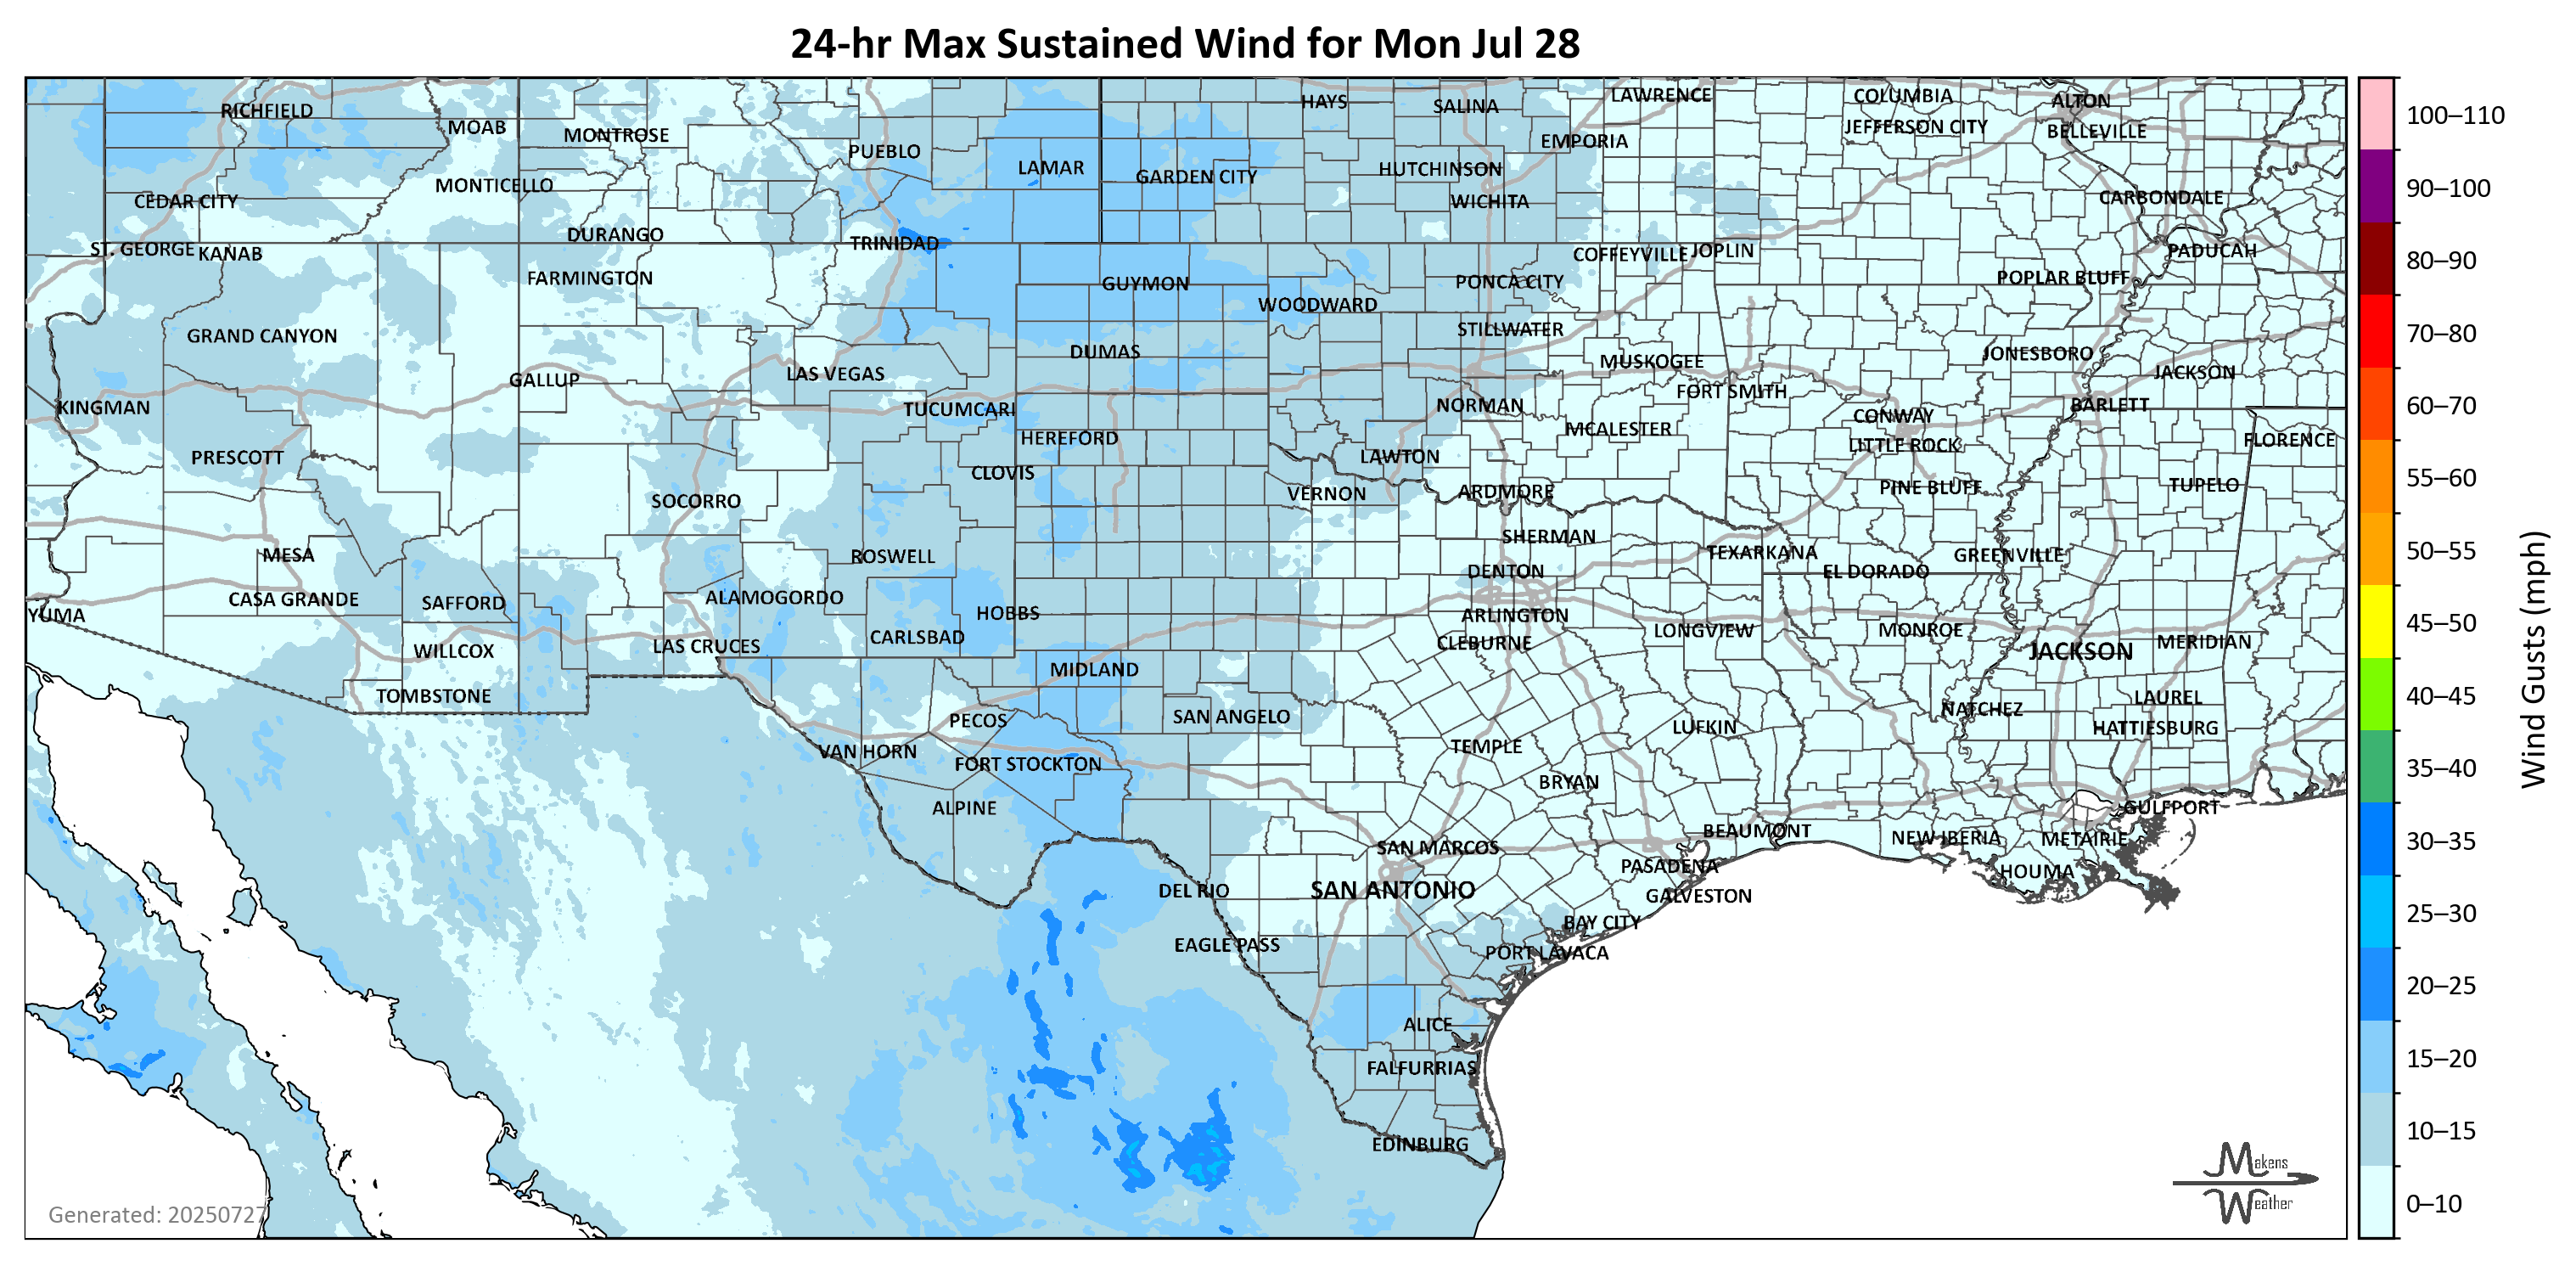 24-hr Max Sustained Wind for Mon Jul 28
RICHFIELD
MOAB
MONTROSE
PUEBLO
LAMAR
GARDEN CITY
HAYS
SALINA
LAWRENCE
COLUMBIA
ALTON
JEFFERSON CITY
BELLEVILLE
EMPORIA
HUTCHINSON
MONTICELLO
CEDAR CITY
WICHITA
CARBONDALE
DURANGO
TRINIDAD
ST. GEORGE
KANAB
COFFEYVILLE
JOPLIN
PADUCAH
FARMINGTON
GUYMON
PONCA CITY
POPLAR BLUFF
WOODWARD
GRAND CANYON
STILLWATER
DUMAS
MUSKOGEE
JONESBORO
GALLUP
LAS VEGAS
FORT SMITH
JACKSON
KINGMAN
TUCUMCARI
NORMAN
CONWAY
BARLETT
HEREFORD
MCALESTER
LITTLE ROCK
FLORENCE
PRESCOTT
CLOVIS
LAWTON
SOCORRO
VERNON
ARDMORE
PINE BLUFF
TUPELO
MESA
ROSWELL
SHERMAN
TEXARKANA
GREENVILLE
DENTON
EL DORADO
CASA GRANDE
SAFFORD
ALAMOGORDO
HOBBS
ARLINGTON
YUMA
CARLSBAD
CLEBURNE
LONGVIEW
MONROE
JACKSON
MERIDIAN
WILLCOX
LAS CRUCES
MIDLAND
TOMBSTONE
PECOS
SAN ANGELO
LAUREL
NATCHEZ
HATTIESBURG
LUFKIN
VAN HORN
FORT STOCKTON
TEMPLE
BRYAN
ALPINE
GULFPORT
BEAUMONT
NEW IBERIA
METAIRIE
SAN MARCOS
PASADENA
HOUMA
DEL RIO
SAN ANTONIO
GALVESTON
BAY CITY
EAGLE PASS
PORT LAVACA
ALICE
FALFURRIAS
EDINBURG
Generated: 20250727
Makens
Weather
100–110
90–100
80–90
70–80
60–70
55–60
50–55
45–50
40–45
35–40
30–35
25–30
20–25
15–20
10–15
0–10
Wind Gusts (mph)